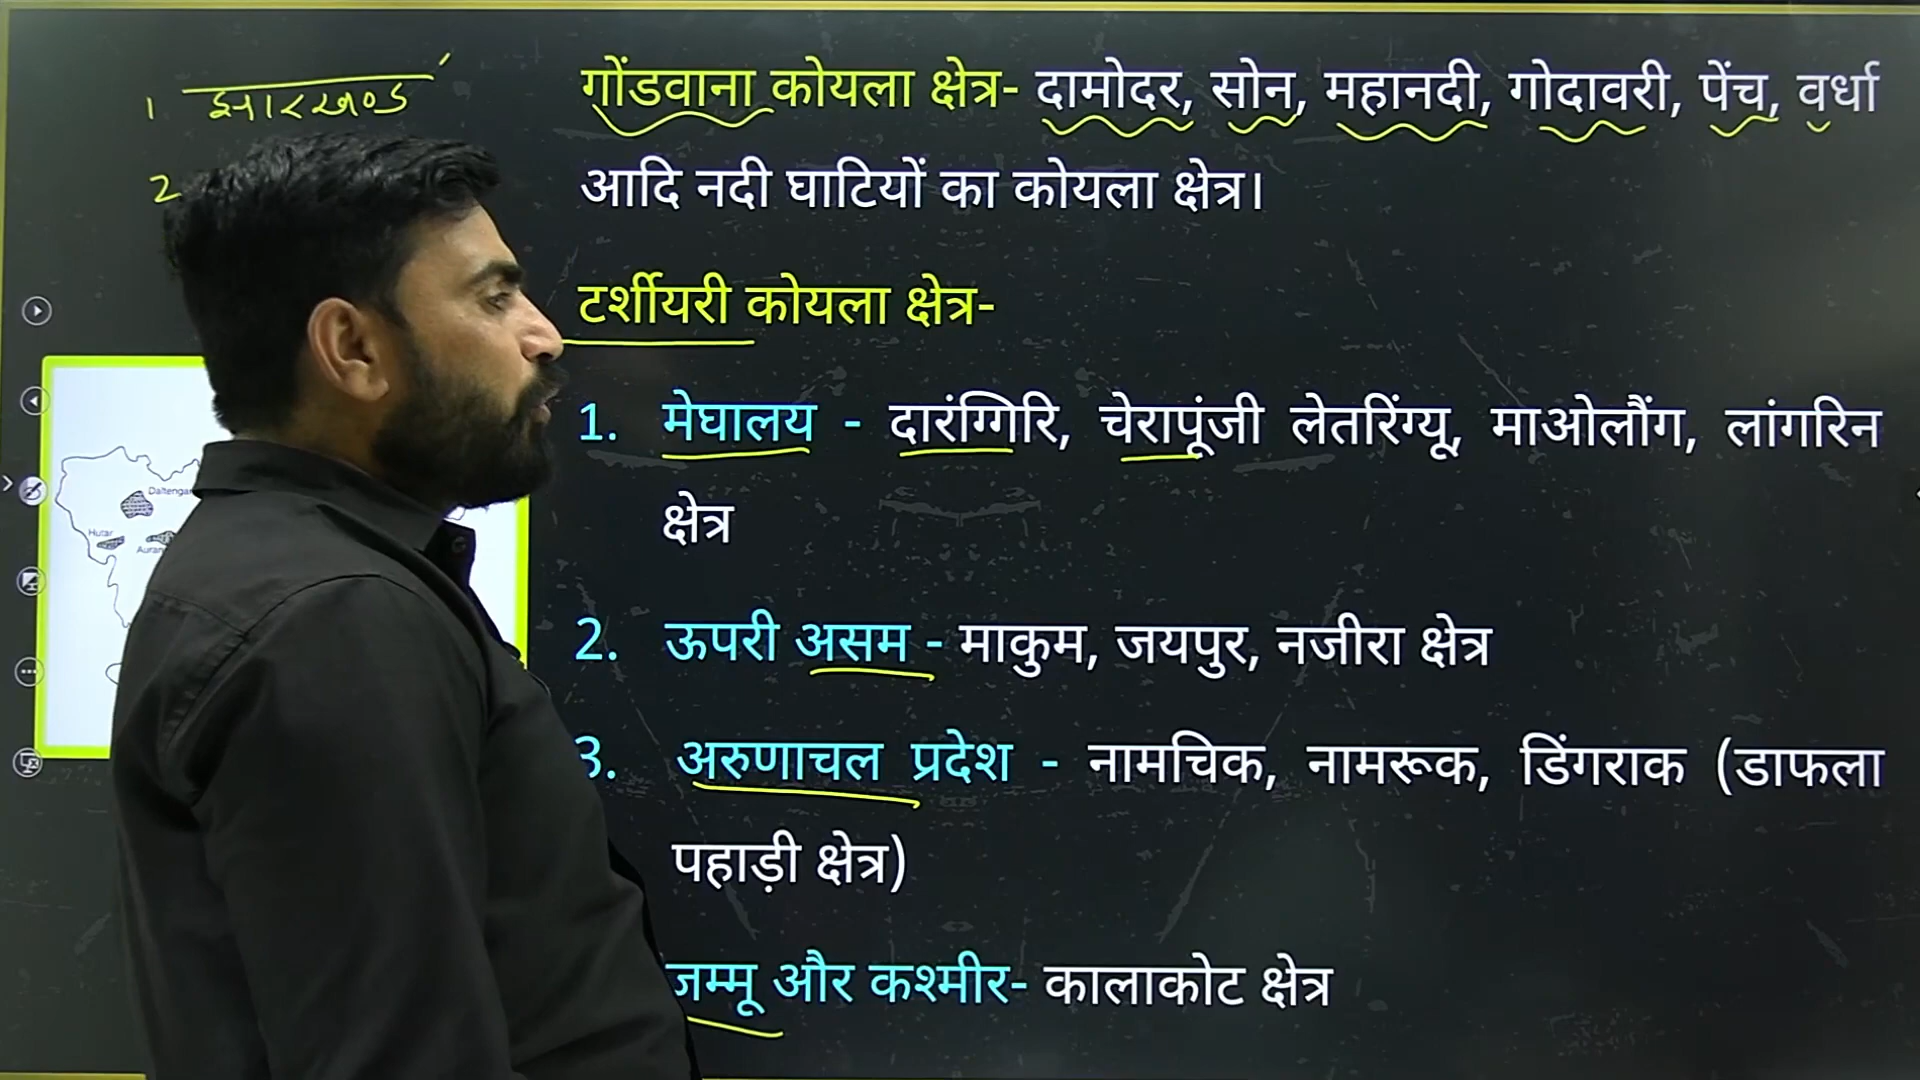 1 झारखण्ड
2
गोंडवाना कोयला क्षेत्र- दामोदर, सोन, महानदी, गोदावरी, पेंच, वर्धा
आदि नदी घाटियों का कोयला क्षेत्र।
टर्शीयरी कोयला क्षेत्र-
1. मेघालय - दारंग्गिरि, चेरापूंजी लेतरिंग्यू, माओलौंग, लांगरिन
क्षेत्र
2. ऊपरी असम - माकुम, जयपुर, नजीरा क्षेत्र
3. अरुणाचल प्रदेश - नामचिक, नामरूक, डिंगराक (डाफला
पहाड़ी क्षेत्र)
जम्मू और कश्मीर- कालाकोट क्षेत्र
Hutar